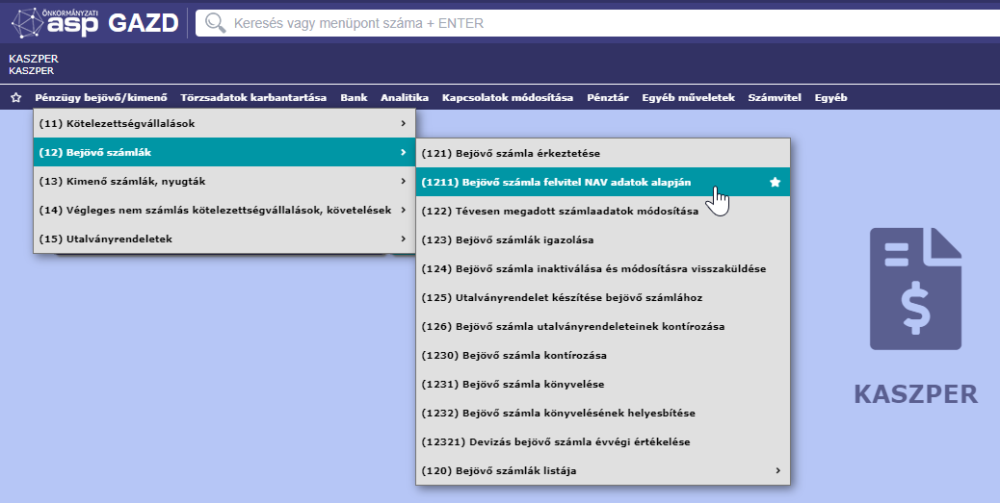 ÖNKORMÁNYZATI
asp GAZD
Keresés vagy menüpont száma + ENTER
KASZPER
KASZPER
Pénzügy bejövő/kimenő Törzsadatok karbantartása Bank Analitika Kapcsolatok módosítása Pénztár Egyéb műveletek Számvitel Egyéb
(11) Kötelezettségvállalások
(12) Bejövő számlák
(13) Kimenő számlák, nyugták
(14) Végleges nem számlás kötelezettségvállalások, követelések
(15) Utalványrendeletek
(121) Bejövő számla érkeztetése
(1211) Bejövő számla felvitel NAV adatok alapján
(122) Tévesen megadott számlaadatok módosítása
(123) Bejövő számlák igazolása
(124) Bejövő számla inaktiválása és módosításra visszaküldése
(125) Utalványrendelet készítése bejövő számlához
(126) Bejövő számla utalványrendeleteinek kontírozása
(1230) Bejövő számla kontírozása
(1231) Bejövő számla könyvelése
(1232) Bejövő számla könyvelésének helyesbítése
(12321) Devizás bejövő számla évvégi értékelése
(120) Bejövő számlák listája
$
KASZPER